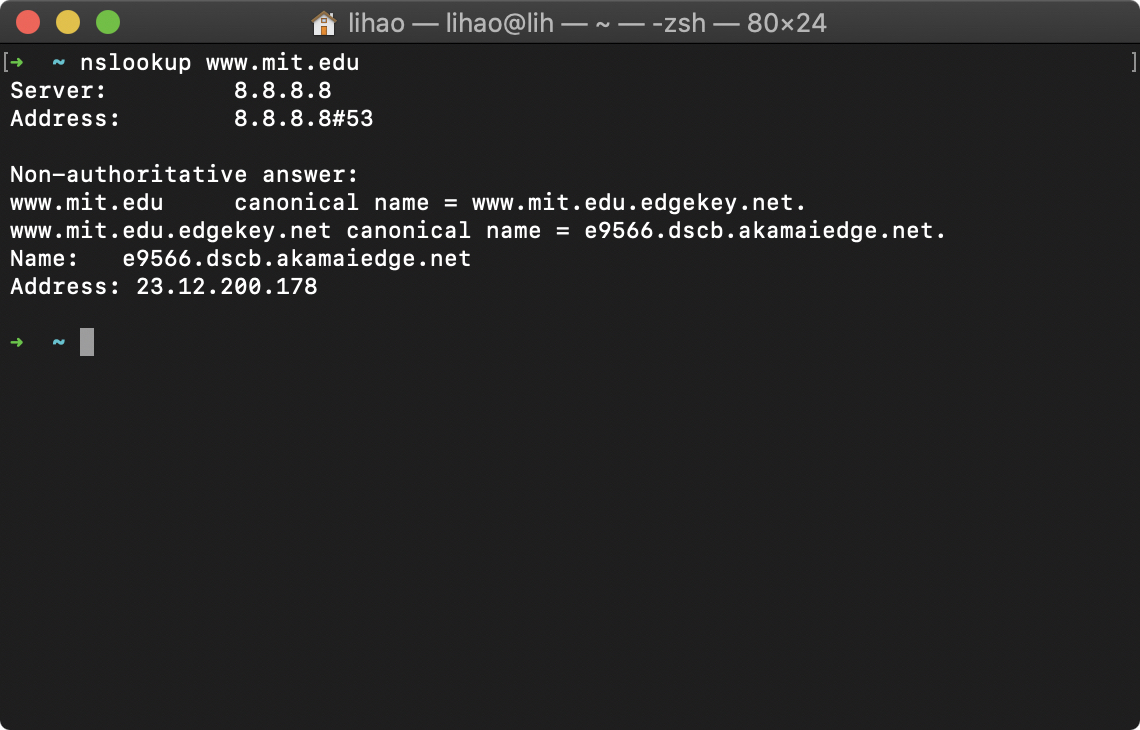 lihao — lihao@lih — ~ — -zsh — 80×24
[➜  ~ nslookup www.mit.edu ]
Server:         8.8.8.8
Address:        8.8.8.8#53
Non-authoritative answer:
www.mit.edu     canonical name = www.mit.edu.edgekey.net.
www.mit.edu.edgekey.net canonical name = e9566.dscb.akamaiedge.net.
Name:   e9566.dscb.akamaiedge.net
Address: 23.12.200.178
➜  ~